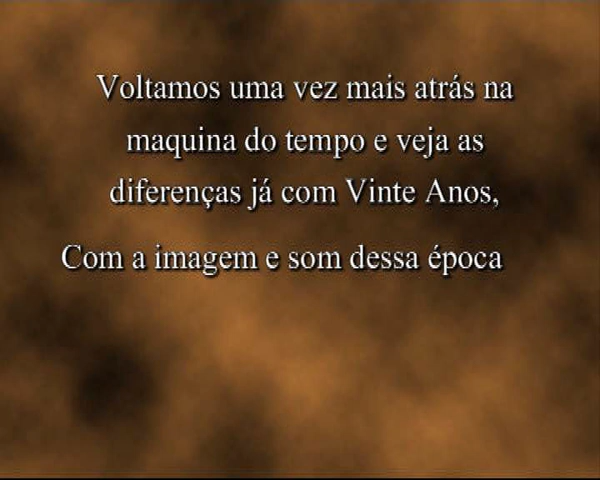 Voltamos uma vez mais atrás na
maquina do tempo e veja as
diferenças já com Vinte Anos,
Com a imagem e som dessa época